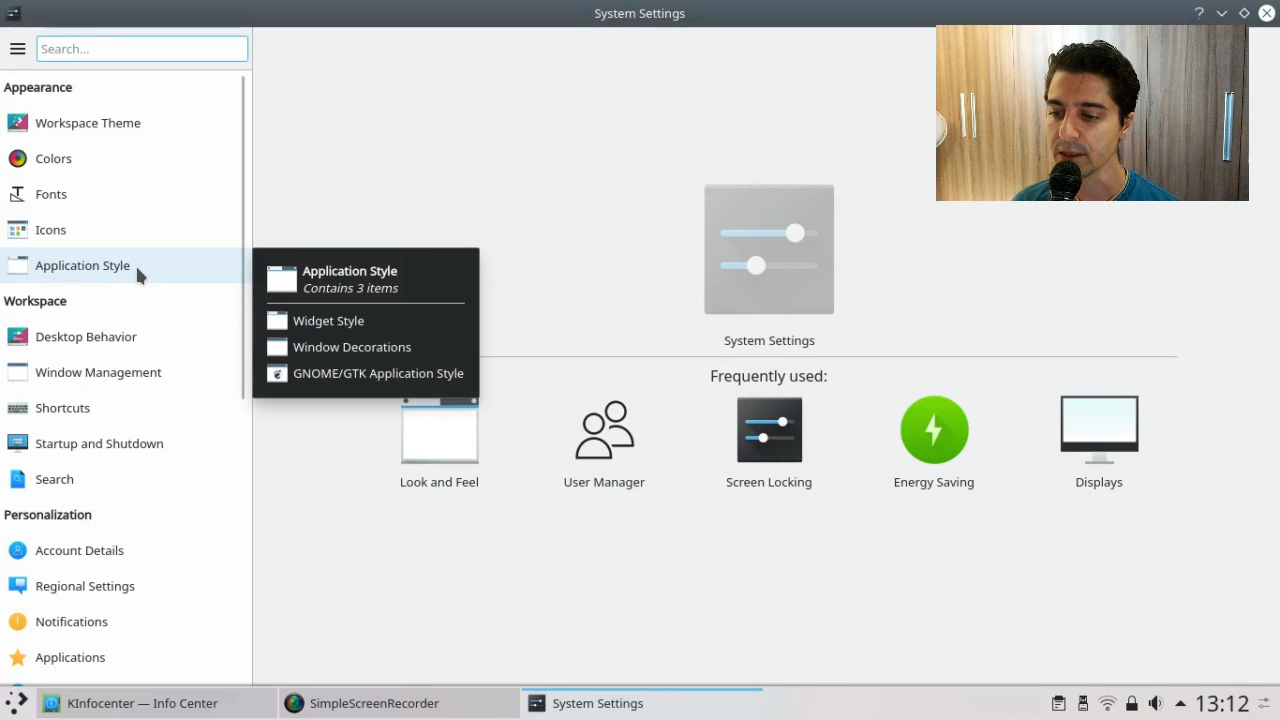 System Settings
Search...
Appearance
Workspace Theme
Colors
Fonts
Icons
Application Style
Workspace
Desktop Behavior
Window Management
Shortcuts
Startup and Shutdown
Search
Personalization
Account Details
Regional Settings
Notifications
Applications
Application Style
Contains 3 items
Widget Style
Window Decorations
GNOME/GTK Application Style
System Settings
Frequently used:
Look and Feel
User Manager
Screen Locking
Energy Saving
Displays
KInfocenter — Info Center
SimpleScreenRecorder
System Settings
13:12